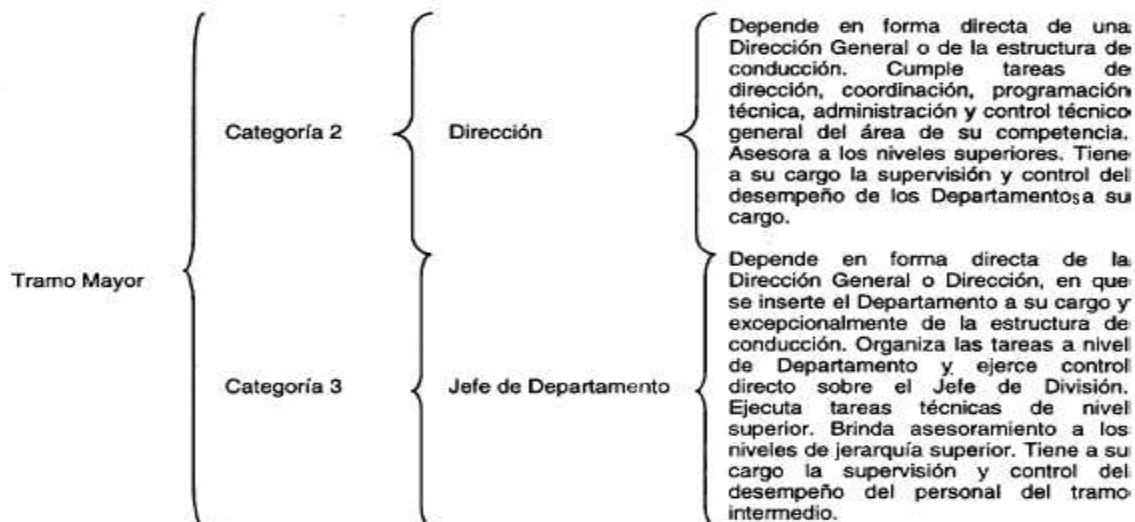 Depende en forma directa de una
Dirección General o de la estructura de
conducción. Cumple tareas de
dirección, coordinación, programación
técnica, administración y control técnico
Categoría 2 Dirección general del área de su competencia.
Asesora a los niveles superiores. Tiene
a su cargo la supervisión y control del
desempeño de los Departamentos a su
cargo.
Tramo Mayor
Depende en forma directa de la
Dirección General o Dirección, en que
se inserte el Departamento a su cargo y
excepcionalmente de la estructura de
conducción. Organiza las tareas a nivel
de Departamento y ejerce control
Categoría 3 Jefe de Departamento directo sobre el Jefe de División.
Ejecuta tareas técnicas de nivel
superior. Brinda asesoramiento a los
niveles de jerarquía superior. Tiene a su
cargo la supervisión y control del
desempeño del personal del tramo
intermedio.